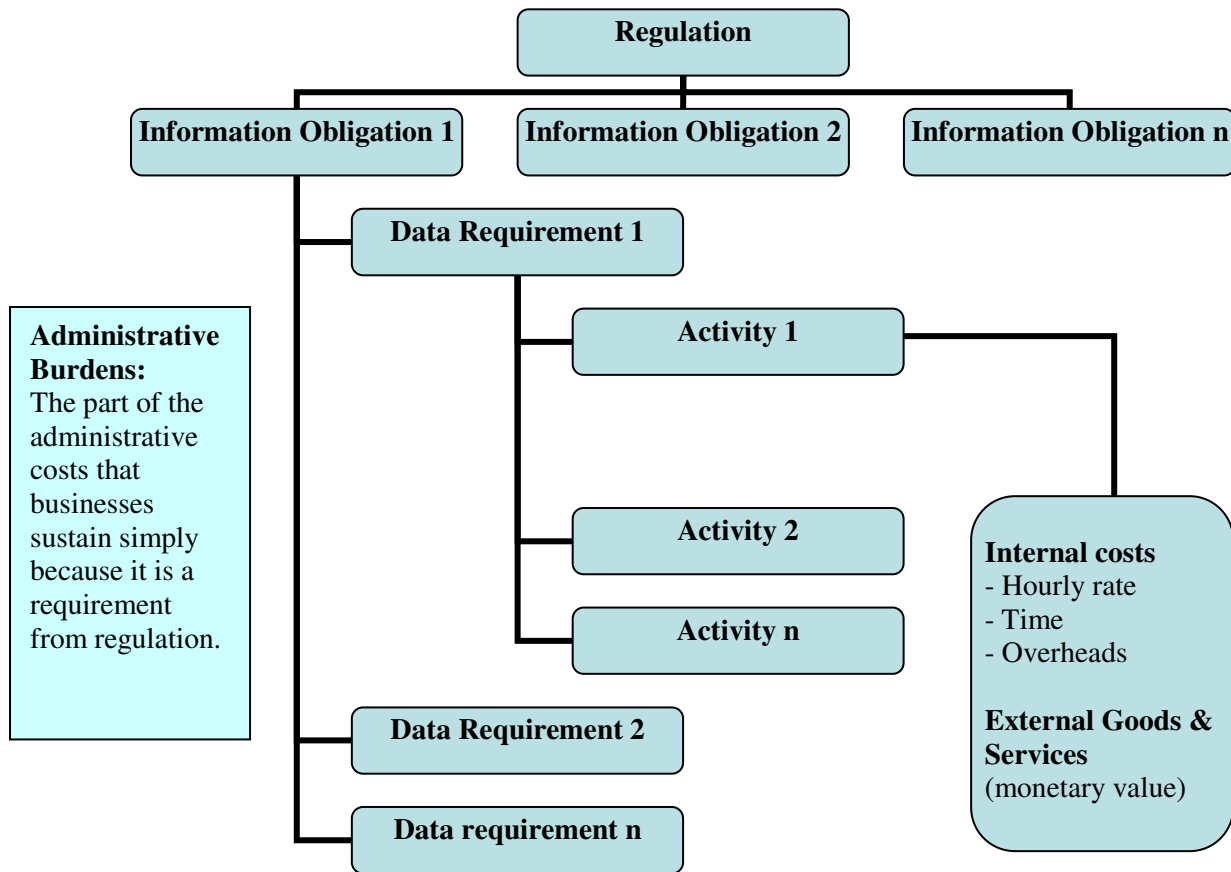 Regulation
Information Obligation 1
Information Obligation 2
Information Obligation n
Data Requirement 1
Activity 1
Administrative
Burdens:
The part of the
administrative
costs that
businesses
sustain simply
because it is a
requirement
from regulation.
Activity 2
Activity n
Internal costs
- Hourly rate
- Time
- Overheads
External Goods &
Services
(monetary value)
Data Requirement 2
Data requirement n